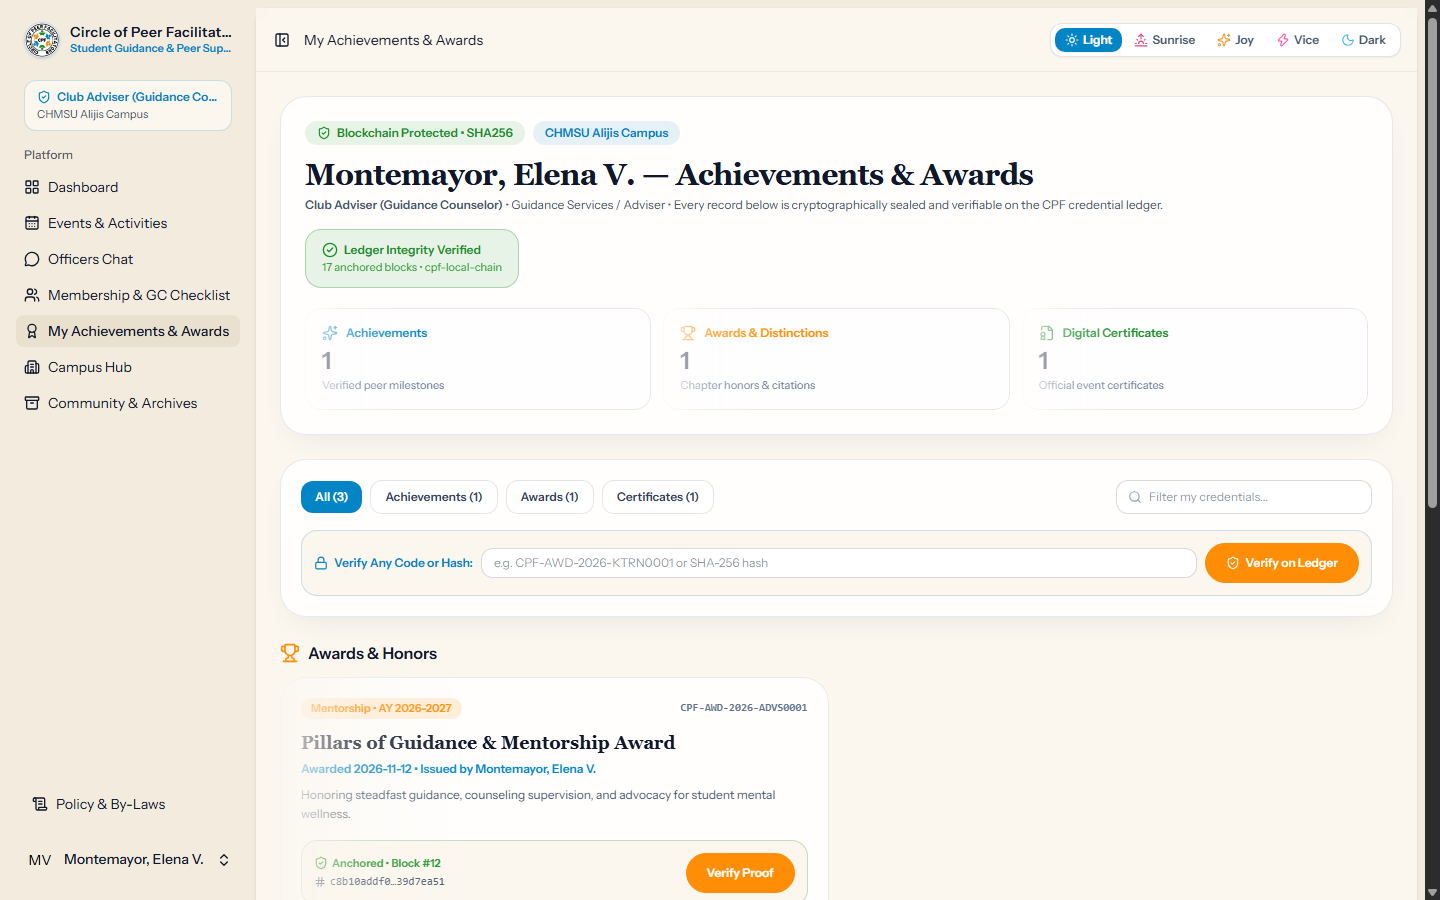 Circle of Peer Facilitat...
Student Guidance & Peer Sup...
Club Adviser (Guidance Co...
CHMSU Alijis Campus
Platform
Dashboard
Events & Activities
Officers Chat
Membership & GC Checklist
My Achievements & Awards
Campus Hub
Community & Archives
Policy & By-Laws
MV Montemayor, Elena V.
My Achievements & Awards
Light Sunrise Joy Vice Dark
Blockchain Protected • SHA256 CHMSU Alijis Campus
Montemayor, Elena V. — Achievements & Awards
Club Adviser (Guidance Counselor) • Guidance Services / Adviser • Every record below is cryptographically sealed and verifiable on the CPF credential ledger.
Ledger Integrity Verified
17 anchored blocks • cpf-local-chain
Achievements
1
Verified peer milestones
Awards & Distinctions
1
Chapter honors & citations
Digital Certificates
1
Official event certificates
All (3) Achievements (1) Awards (1) Certificates (1) Filter my credentials...
Verify Any Code or Hash: e.g. CPF-AWD-2026-KTRN0001 or SHA-256 hash Verify on Ledger
Awards & Honors
Mentorship • AY 2026-2027 CPF-AWD-2026-ADVS0001
Pillars of Guidance & Mentorship Award
Awarded 2026-11-12 • Issued by Montemayor, Elena V.
Honoring steadfast guidance, counseling supervision, and advocacy for student mental
wellness.
Anchored • Block #12
# c8b10addf0…39d7ea51
Verify Proof